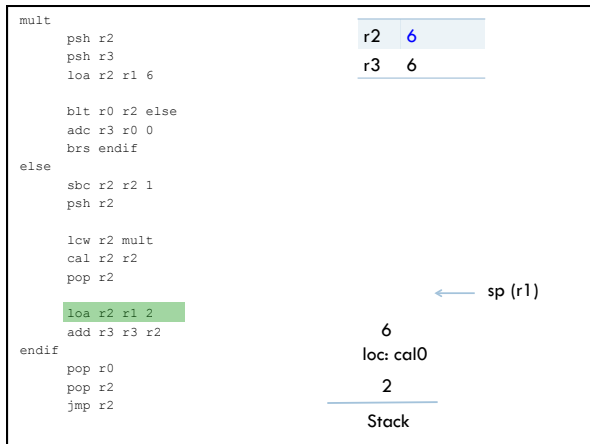 mult
psh r2
psh r3
loa r2 r1 6
blt r0 r2 else
adc r3 r0 0
brs endif
else
sbc r2 r2 1
psh r2
lcw r2 mult
cal r2 r2
pop r2
loa r2 r1 2
add r3 r3 r2
endif
pop r0
pop r2
jmp r2
r2 6
r3 6
sp (r1)
6
loc: cal0
2
Stack